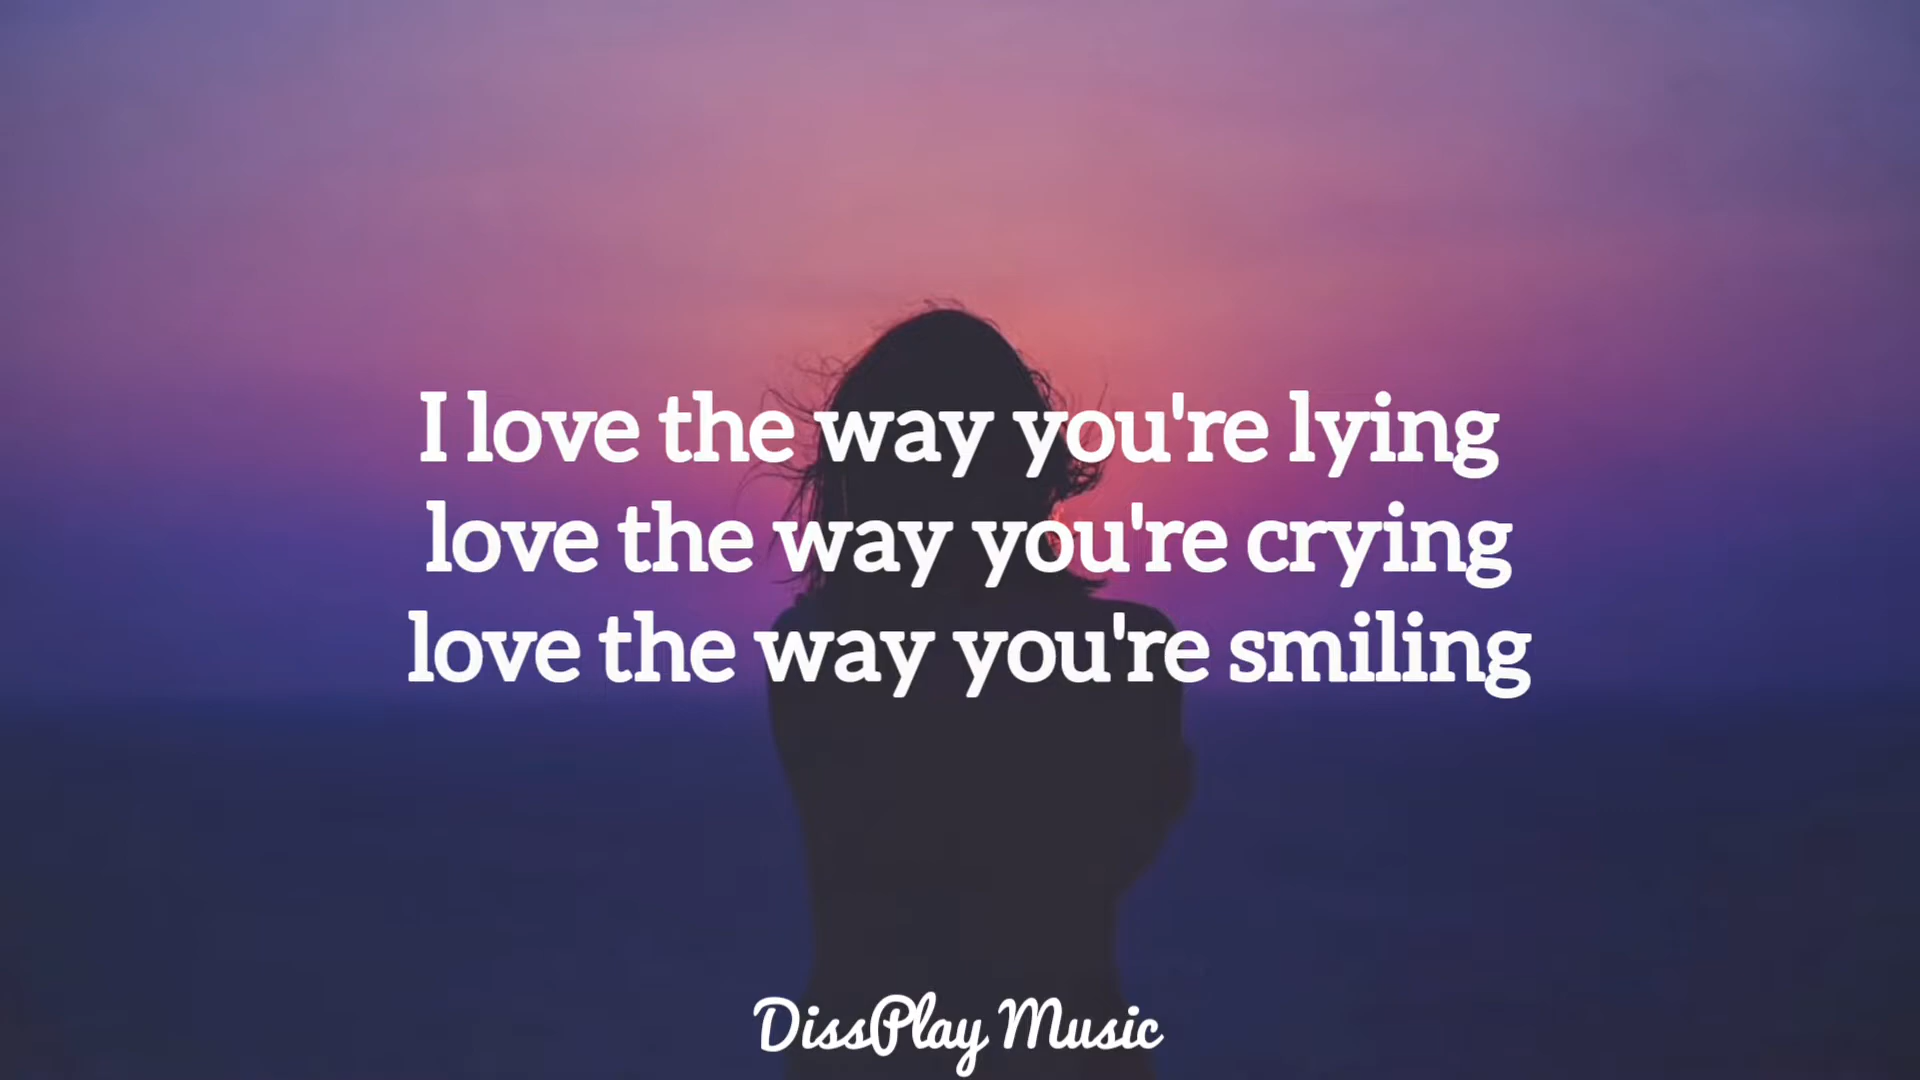 I love the way you're lying
love the way you're crying
love the way you're smiling
DissPlay Music